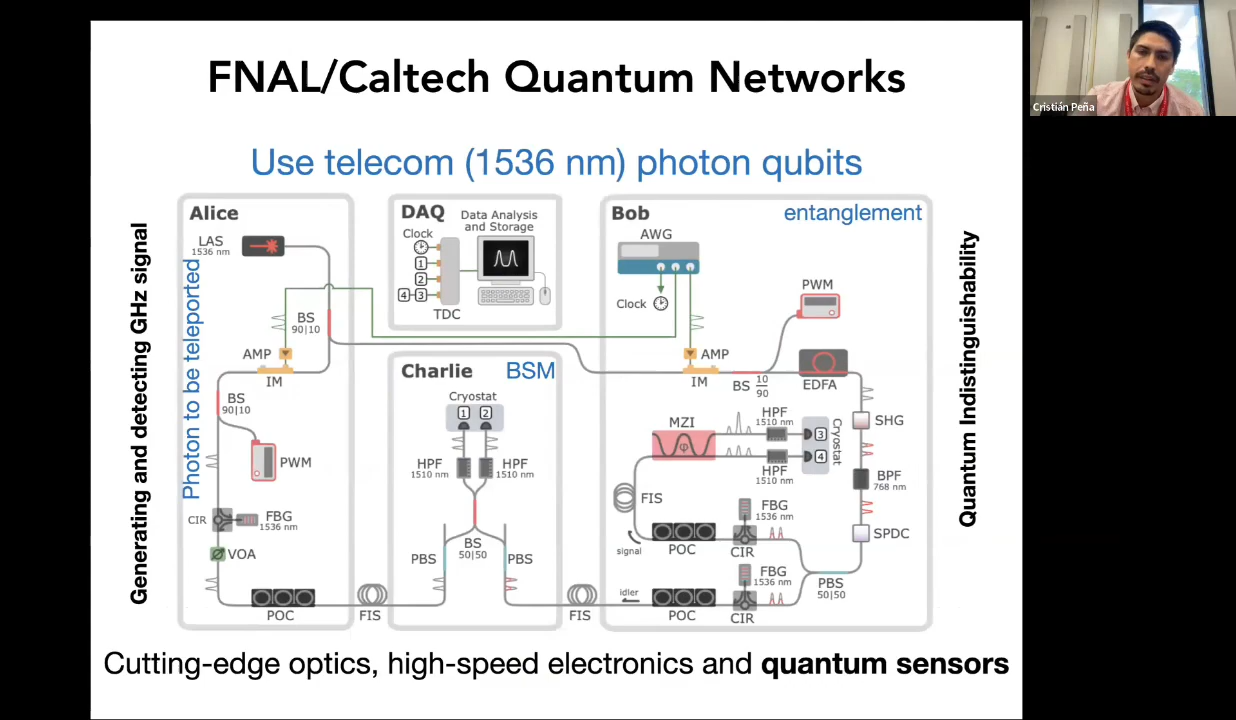 FNAL/Caltech Quantum Networks
Cristián Peña
Use telecom (1536 nm) photon qubits
Generating and detecting GHz signal
Photon to be teleported
Alice
LAS
1536 nm
BS
90|10
AMP
IM
BS
90|10
PWM
CIR
FBG
1536 nm
VOA
POC
FIS
DAQ
Data Analysis
and Storage
Clock
1
2
4
3
TDC
Charlie
BSM
Cryostat
1
2
HPF
1510 nm
HPF
1510 nm
BS
50|50
PBS
PBS
FIS
Bob
entanglement
AWG
Clock
PWM
AMP
IM
BS
10
90
EDFA
SHG
BPF
768 nm
SPDC
MZI
φ
HPF
1510 nm
3
4
Cryostat
HPF
1510 nm
FIS
signal
POC
FBG
1536 nm
CIR
PBS
50|50
idler
POC
FBG
1536 nm
CIR
Quantum Indistinguishability
Cutting-edge optics, high-speed electronics and quantum sensors